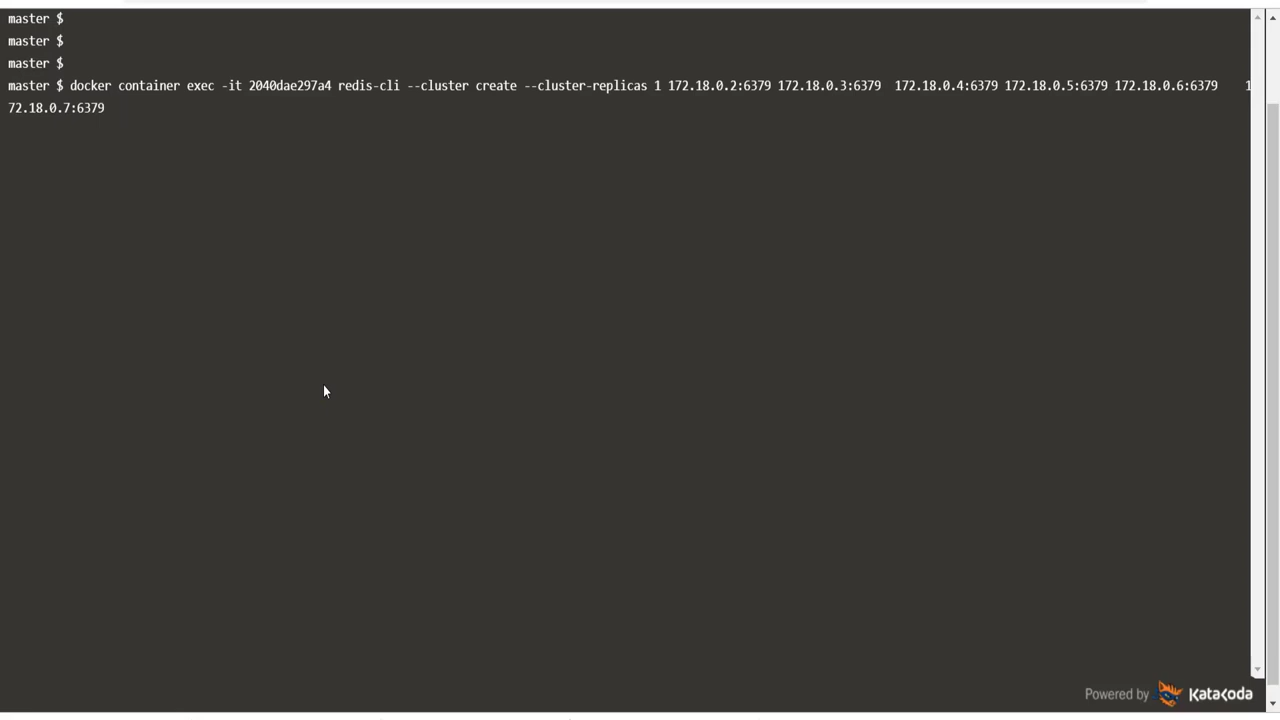 master $
master $
master $
master $ docker container exec -it 2040dae297a4 redis-cli --cluster create --cluster-replicas 1 172.18.0.2:6379 172.18.0.3:6379  172.18.0.4:6379 172.18.0.5:6379 172.18.0.6:6379    1
72.18.0.7:6379
Powered by Katacoda